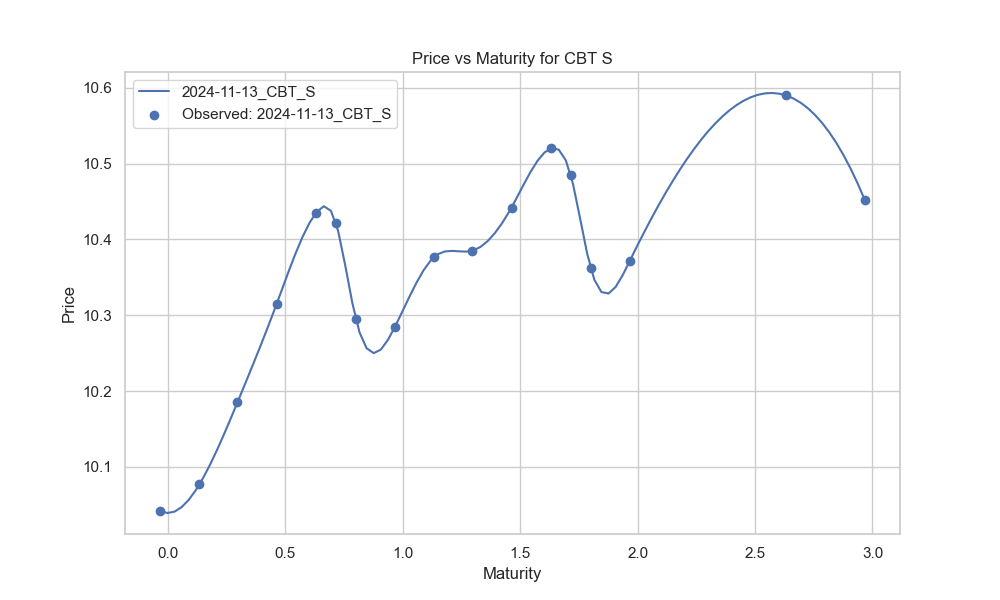 Price vs Maturity for CBT S
2024-11-13_CBT_S
Observed: 2024-11-13_CBT_S
Price
10.6
10.5
10.4
10.3
10.2
10.1
0.0 0.5 1.0 1.5 2.0 2.5 3.0
Maturity